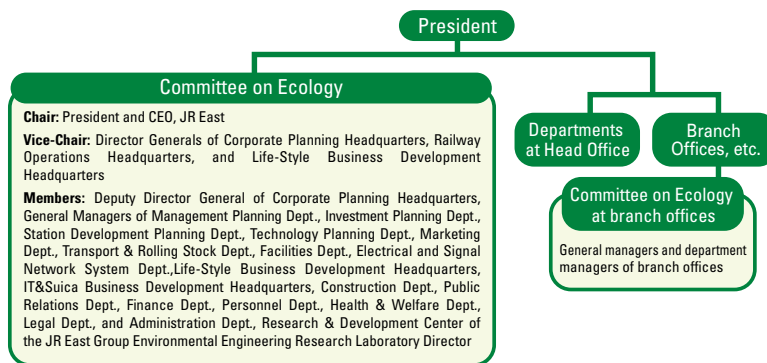 President
Committee on Ecology
Chair: President and CEO, JR East
Vice-Chair: Director Generals of Corporate Planning Headquarters, Railway
Operations Headquarters, and Life-Style Business Development
Headquarters
Members: Deputy Director General of Corporate Planning Headquarters,
General Managers of Management Planning Dept., Investment Planning Dept.,
Station Development Planning Dept., Technology Planning Dept., Marketing
Dept., Transport & Rolling Stock Dept., Facilities Dept., Electrical and Signal
Network System Dept.,Life-Style Business Development Headquarters,
IT&Suica Business Development Headquarters, Construction Dept., Public
Relations Dept., Finance Dept., Personnel Dept., Health & Welfare Dept.,
Legal Dept., and Administration Dept., Research & Development Center of
the JR East Group Environmental Engineering Research Laboratory Director
Departments
at Head Office
Branch
Offices, etc.
Committee on Ecology
at branch offices
General managers and department
managers of branch offices